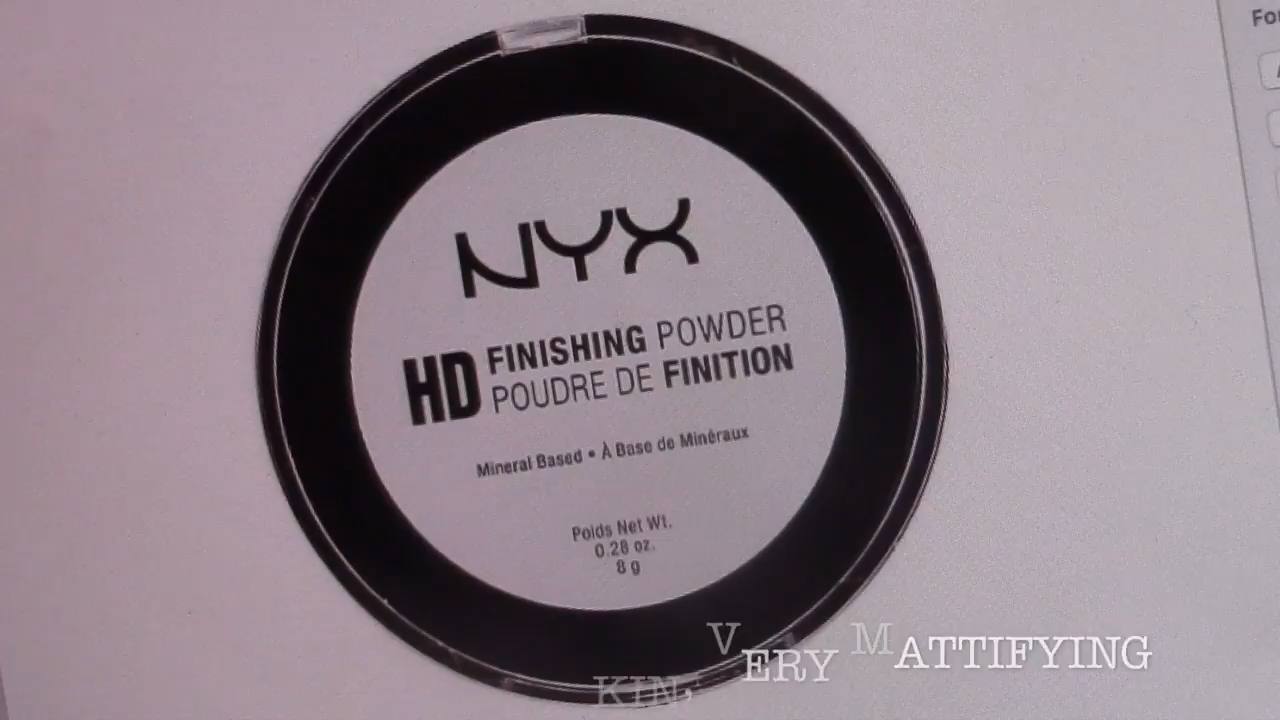 NYX
HD FINISHING POWDER
POUDRE DE FINITION
Mineral Based • À Base de Minéraux
Poids Net Wt.
0.28 oz.
8 g
VERY MATTIFYING